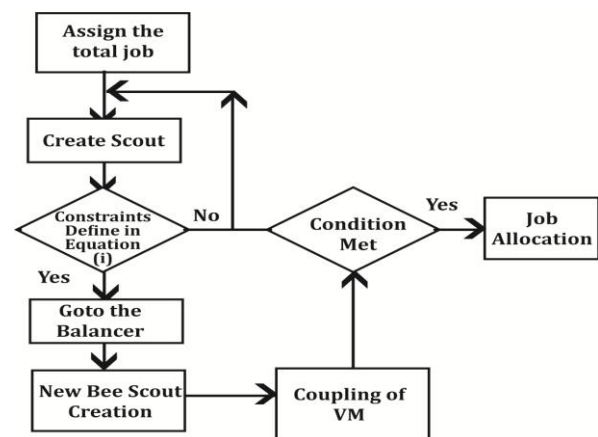 Assign the
total job
Create Scout
Constraints
Define in
Equation
(i)
No
Yes
Goto the
Balancer
New Bee Scout
Creation
Coupling of
VM
Condition
Met
Yes
Job
Allocation